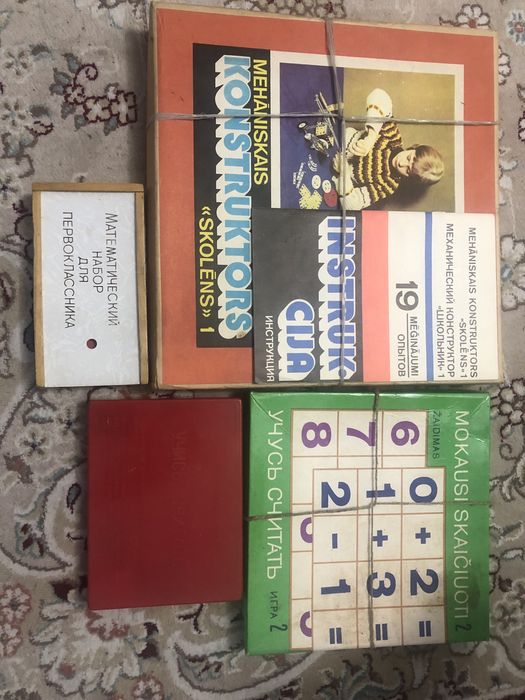 MEHĀNISKAIS
KONSTRUKTORS
«SKOLĒNS» 1
MEHĀNISKAIS KONSTRUKTORS
«SKOLĒNS»-1
МЕХАНИЧЕСКИЙ КОНСТРУКТОР
«ШКОЛЬНИК»-1
19 MĒĢINĀJUMI
ОПЫТОВ
INSTRUK-
CIJA
ИНСТРУКЦИЯ
МАТЕМАТИЧЕСКИЙ
НАБОР
ДЛЯ
ПЕРВОКЛАССНИКА
MOKAUSI SKAIČIUOTI 2
ŽAIDIMAS
6
7
8
0 + 2 =
1 + 3 =
2 - 1 =
УЧУСЬ СЧИТАТЬ ИГРА 2